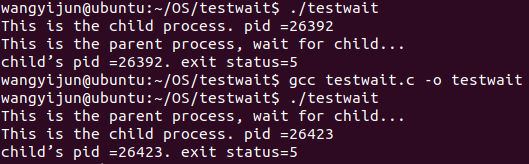 wangyijun@ubuntu:~/OS/testwait$ ./testwait
This is the child process. pid =26392
This is the parent process, wait for child...
child’s pid =26392. exit status=5
wangyijun@ubuntu:~/OS/testwait$ gcc testwait.c -o testwait
wangyijun@ubuntu:~/OS/testwait$ ./testwait
This is the parent process, wait for child...
This is the child process. pid =26423
child’s pid =26423. exit status=5